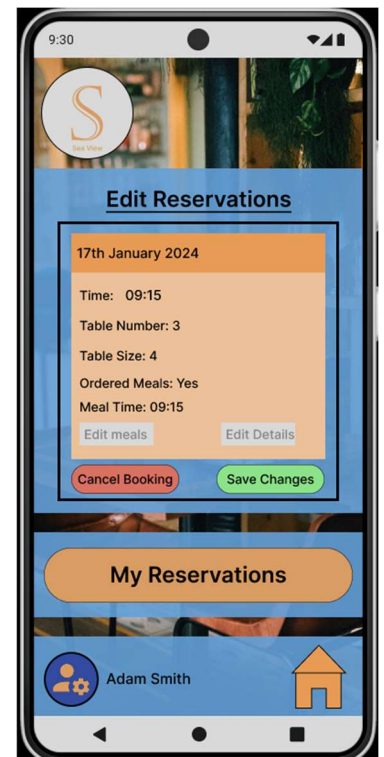 9:30
S
Sea View
Edit Reservations
17th January 2024
Time: 09:15
Table Number: 3
Table Size: 4
Ordered Meals: Yes
Meal Time: 09:15
Edit meals Edit Details
Cancel Booking Save Changes
My Reservations
Adam Smith